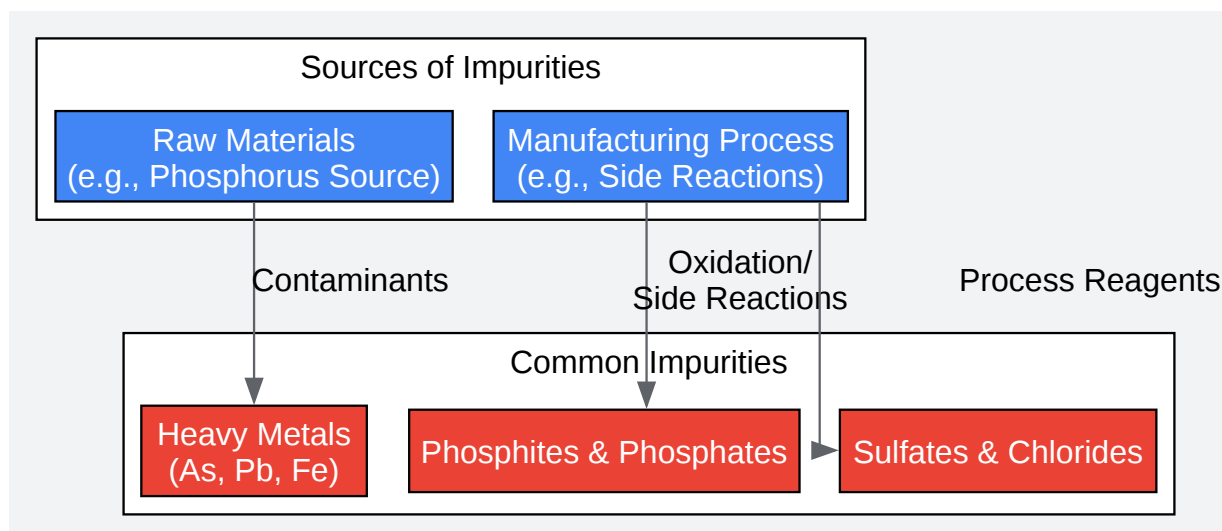 Sources of Impurities
Raw Materials
(e.g., Phosphorus Source)
Manufacturing Process
(e.g., Side Reactions)
Contaminants
Oxidation/
Side Reactions
Process Reagents
Common Impurities
Heavy Metals
(As, Pb, Fe)
Phosphites & Phosphates
Sulfates & Chlorides